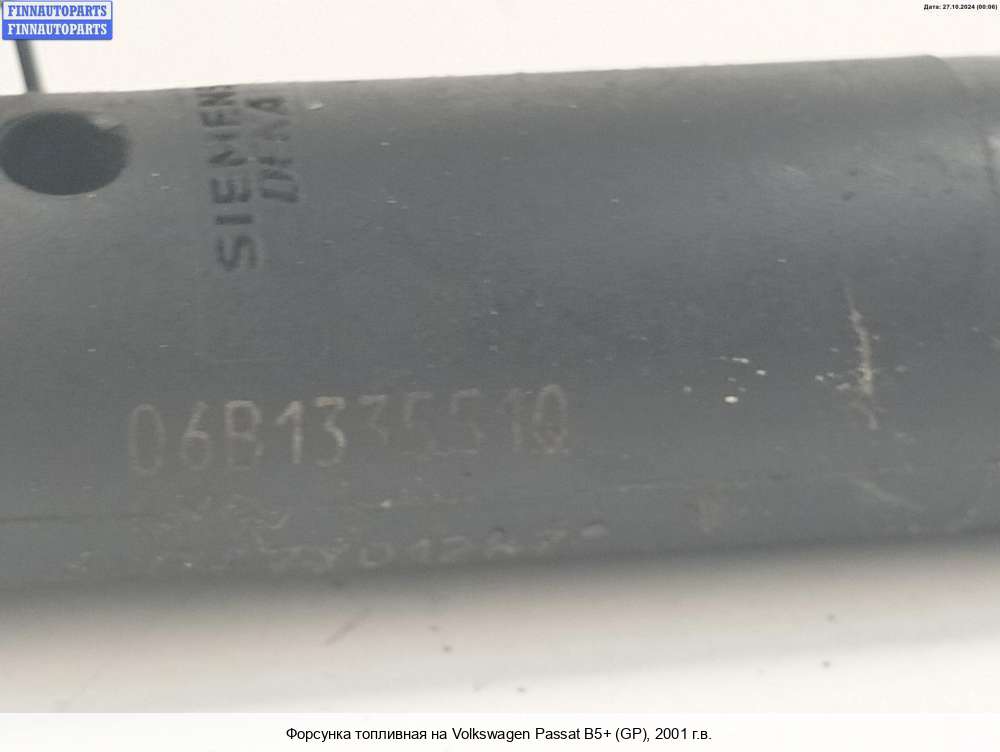 FINNAUTOPARTS
FINNAUTOPARTS
Дата: 27.10.2024 (00:06)
SIEMENS
06B133551Q
Форсунка топливная на Volkswagen Passat B5+ (GP), 2001 г.в.